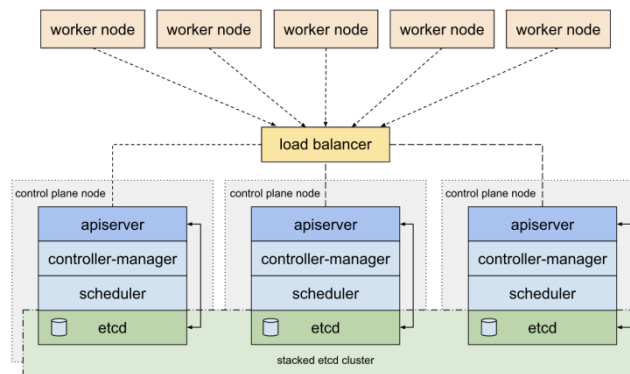 worker node
worker node
worker node
worker node
worker node
load balancer
control plane node
control plane node
control plane node
apiserver
apiserver
apiserver
controller-manager
controller-manager
controller-manager
scheduler
scheduler
scheduler
etcd
etcd
etcd
stacked etcd cluster